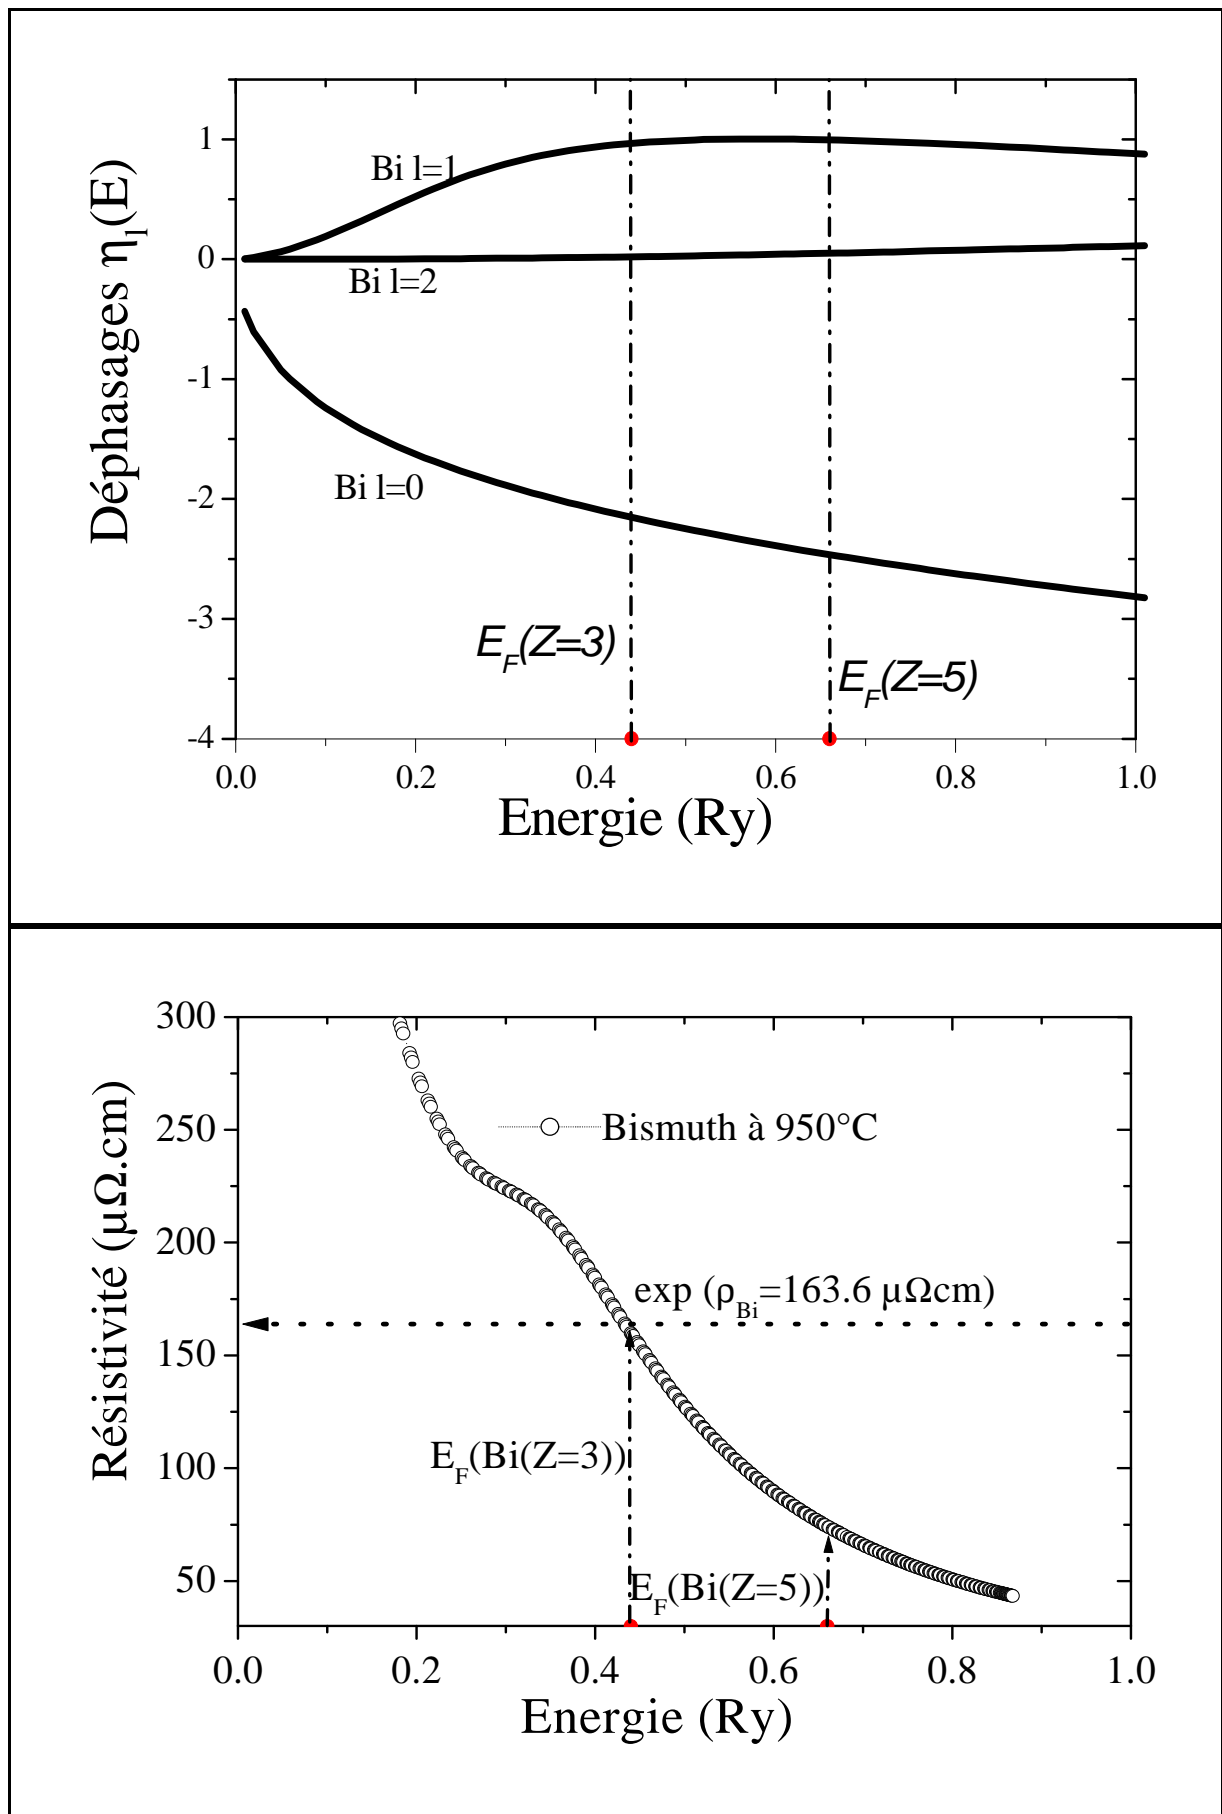 Déphasages η_l(E)
1
0
-1
-2
-3
-4
Bi l=1
Bi l=2
Bi l=0
E_F(Z=3)
E_F(Z=5)
0.0 0.2 0.4 0.6 0.8 1.0
Energie (Ry)
Résistivité (µΩ.cm)
300
250
200
150
100
50
Bismuth à 950°C
exp (ρ_Bi=163.6 µΩcm)
E_F(Bi(Z=3))
E_F(Bi(Z=5))
0.0 0.2 0.4 0.6 0.8 1.0
Energie (Ry)